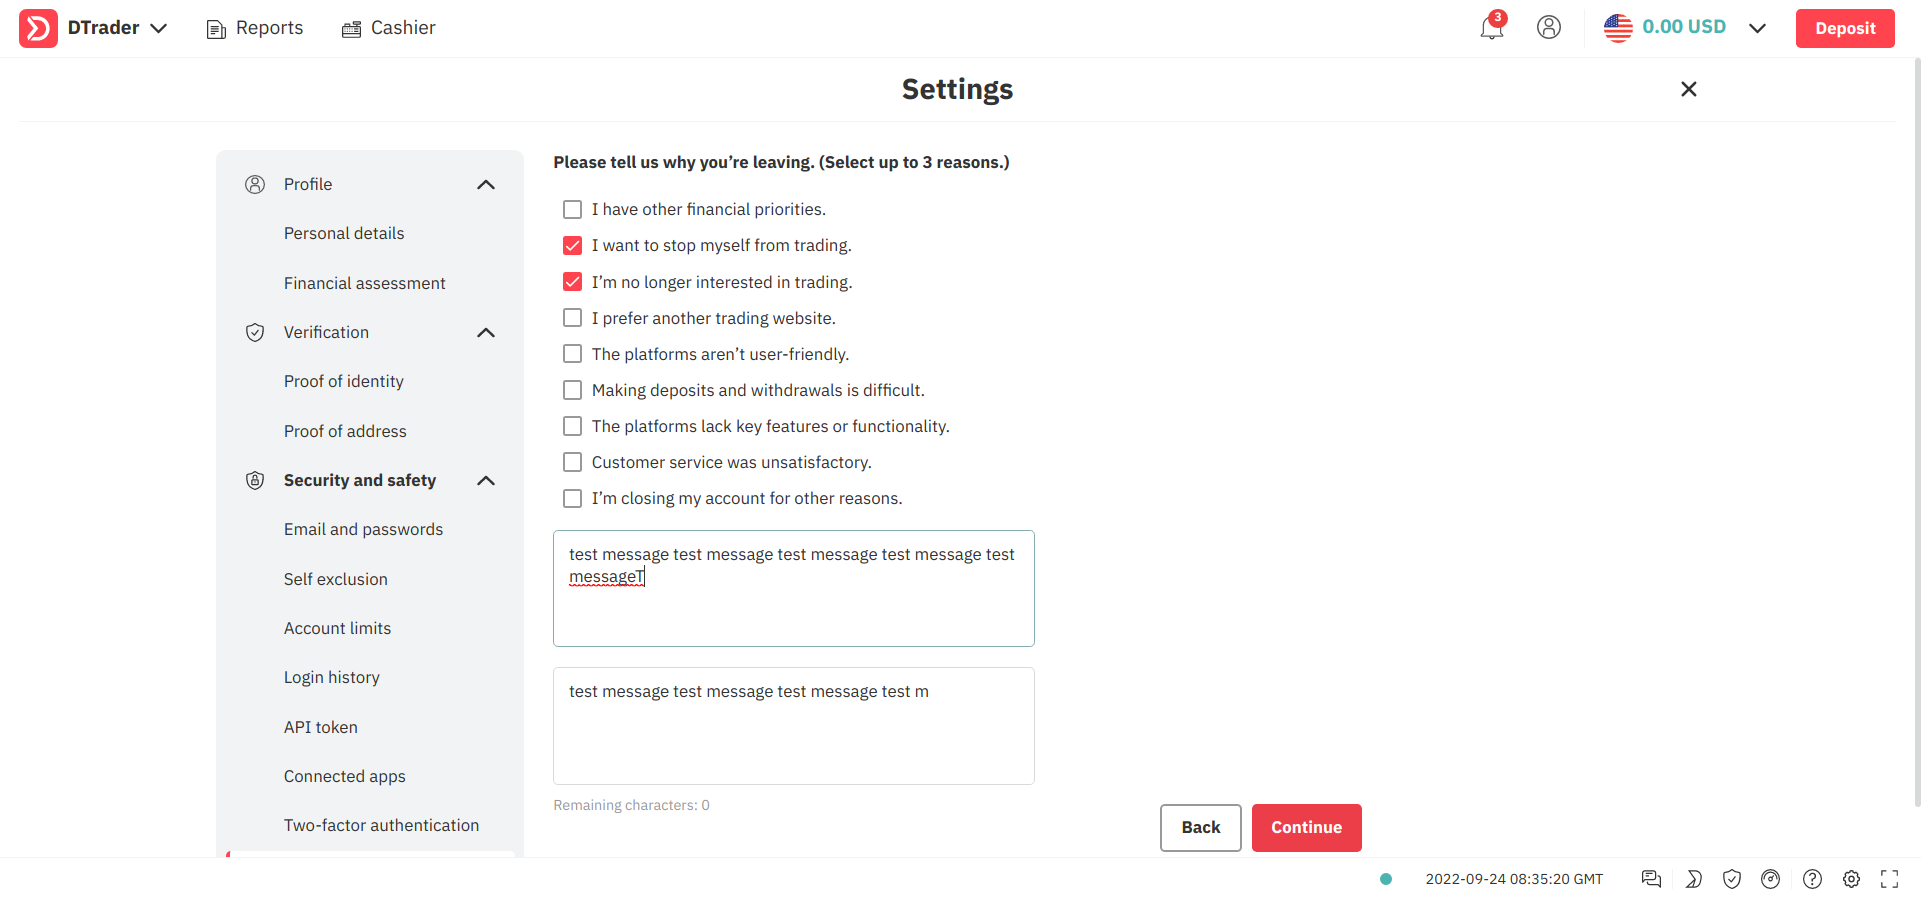 DTrader
Reports
Cashier
3
0.00 USD
Deposit
Settings
Profile
Personal details
Financial assessment
Verification
Proof of identity
Proof of address
Security and safety
Email and passwords
Self exclusion
Account limits
Login history
API token
Connected apps
Two-factor authentication
Please tell us why you’re leaving. (Select up to 3 reasons.)
I have other financial priorities.
I want to stop myself from trading.
I’m no longer interested in trading.
I prefer another trading website.
The platforms aren’t user-friendly.
Making deposits and withdrawals is difficult.
The platforms lack key features or functionality.
Customer service was unsatisfactory.
I’m closing my account for other reasons.
test message test message test message test message test
messageT
test message test message test message test m
Remaining characters: 0
Back
Continue
2022-09-24 08:35:20 GMT